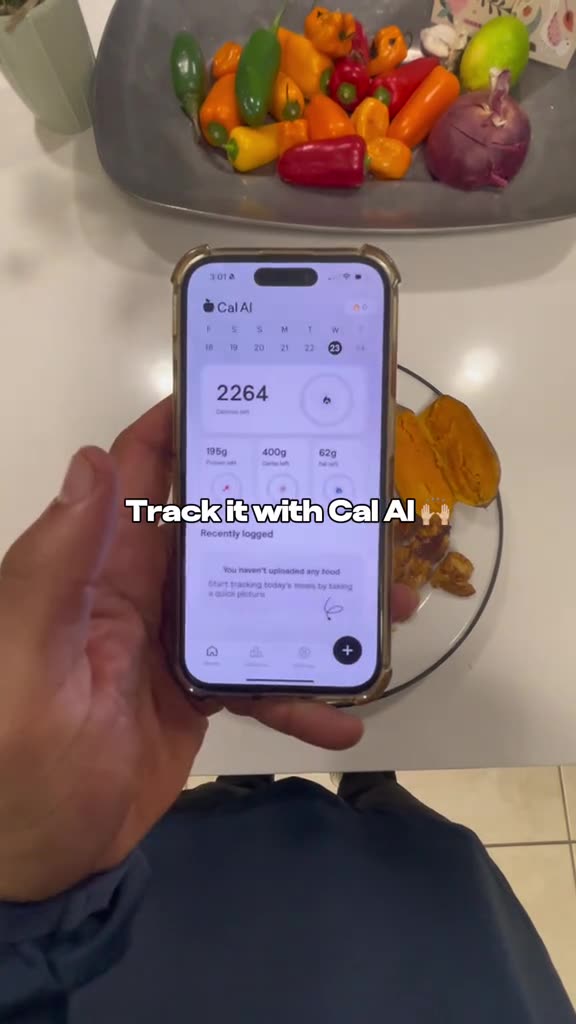 3:01
Cal AI
0
F S S M T W T
18 19 20 21 22 23 24
2264
Calories left
195g 400g 62g
Protein left Carbs left Fat left
Track it with Cal AI 🙌🏼
Recently logged
You haven't uploaded any food
Start tracking today's meals by taking
a quick picture
Home
+